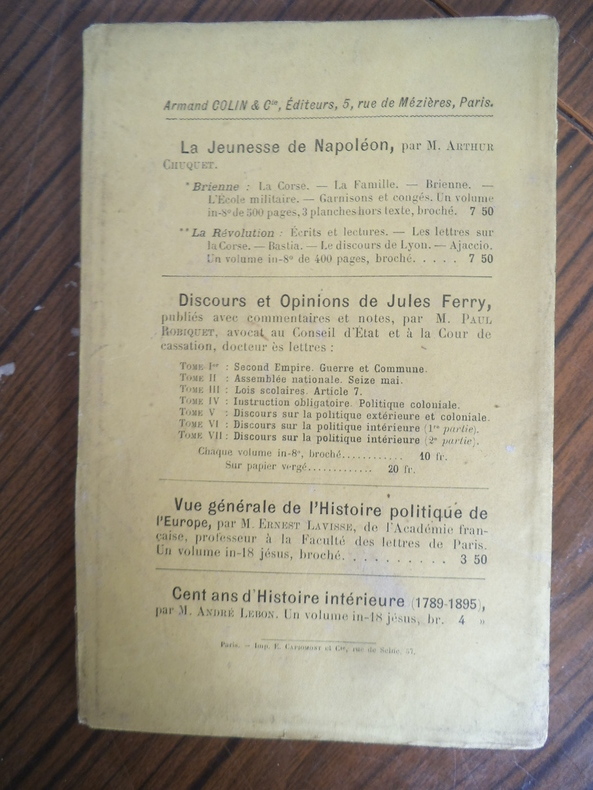 Armand COLIN & Cie, Éditeurs, 5, rue de Mézières, Paris.
La Jeunesse de Napoléon, par M. ARTHUR
CHUQUET.
* Brienne : La Corse. — La Famille. — Brienne. —
L'École militaire. — Garnisons et congés. Un volume
in-8° de 500 pages, 3 planches hors texte, broché. 7 50
** La Révolution : Écrits et lectures. — Les lettres sur
la Corse. — Bastia. — Le discours de Lyon. — Ajaccio.
Un volume in-8° de 400 pages, broché. . . . . 7 50
Discours et Opinions de Jules Ferry,
publiés avec commentaires et notes, par M. PAUL
ROBIQUET, avocat au Conseil d'État et à la Cour de
cassation, docteur ès lettres :
TOME Ier : Second Empire. Guerre et Commune.
TOME II : Assemblée nationale. Seize mai.
TOME III : Lois scolaires. Article 7.
TOME IV : Instruction obligatoire. Politique coloniale.
TOME V : Discours sur la politique extérieure et coloniale.
TOME VI : Discours sur la politique intérieure (1re partie).
TOME VII : Discours sur la politique intérieure (2e partie).
Chaque volume in-8°, broché............ 10 fr.
Sur papier vergé............ 20 fr.
Vue générale de l'Histoire politique de
l'Europe, par M. ERNEST LAVISSE, de l'Académie fran-
çaise, professeur à la Faculté des lettres de Paris.
Un volume in-18 jésus, broché. . . . . . . . . . 3 50
Cent ans d'Histoire intérieure (1789-1895),
par M. ANDRÉ LEBON. Un volume in-18 jésus, br. 4 »
Paris. — Imp. E. CAPIOMONT et Cie, rue de Seine, 57.